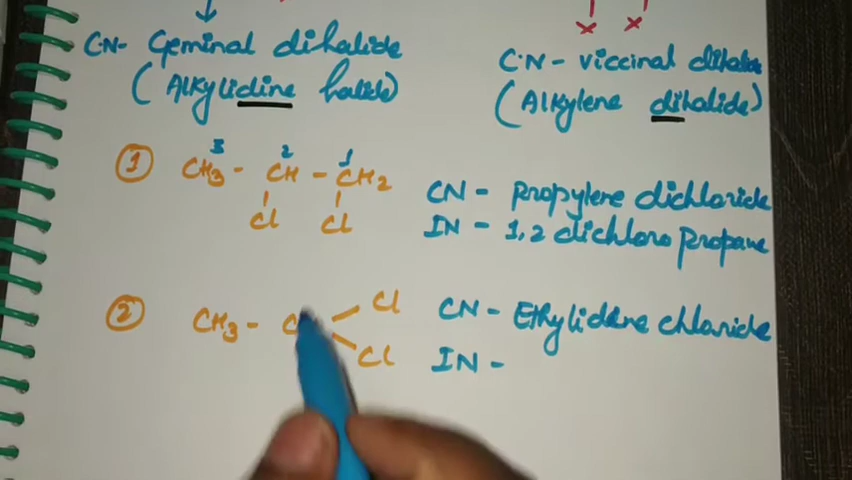 C.N- Geminal dihalide
(Alkylidine halide)
C.N- viccinal dihalide
(Alkylene dihalide)
① 3 2 1
CH3 - CH - CH2
Cl Cl
CN - propylene dichloride
IN - 1,2 dichloro propane
② CH3 - C
Cl
Cl
CN - Ethylidene chloride
IN -